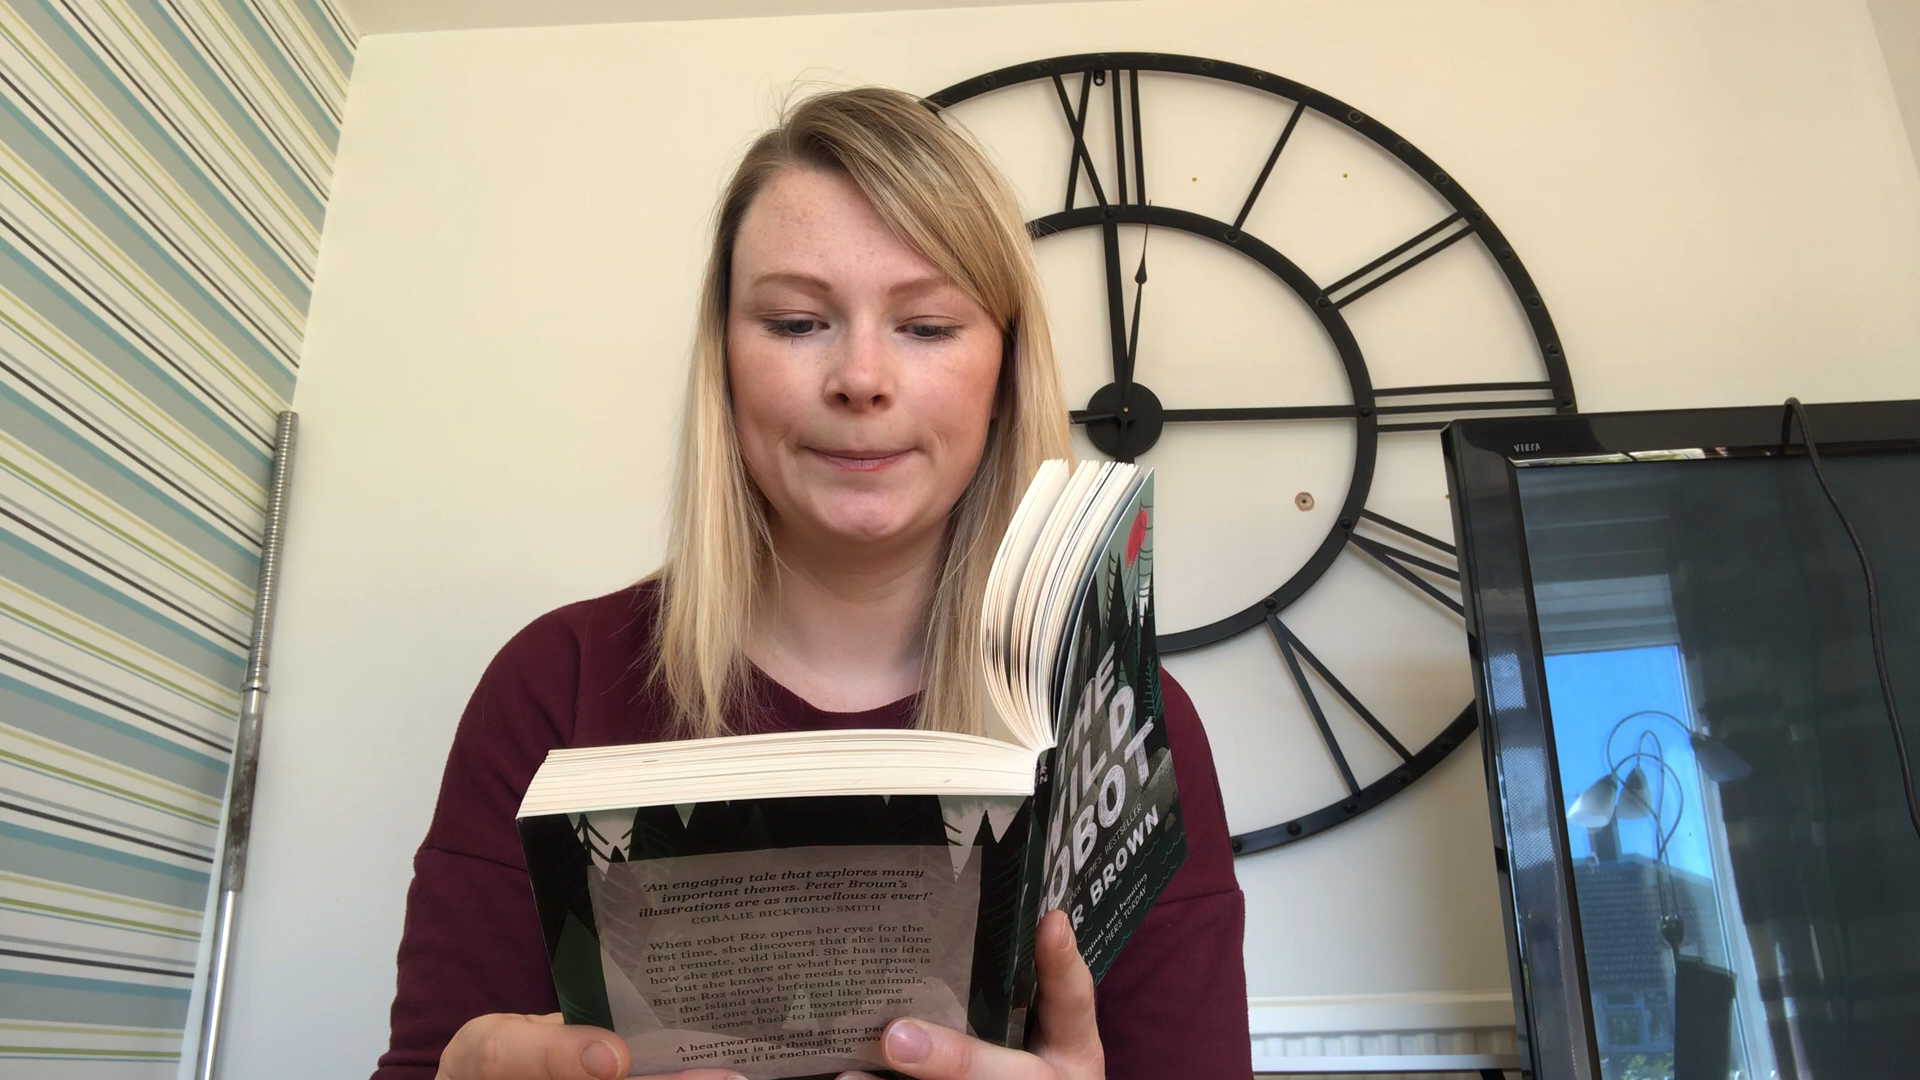 VIERA
THE
WILD
ROBOT
TIMES BESTSELLER
R BROWN
original and beguiling
PIERS TORDAY
'An engaging tale that explores many
important themes. Peter Brown's
illustrations are as marvellous as ever!'
CORALIE BICKFORD-SMITH
When robot Roz opens her eyes for the
first time, she discovers that she is alone
on a remote, wild island. She has no idea
how she got there or what her purpose is
– but she knows she needs to survive.
But as Roz slowly befriends the animals,
the island starts to feel like home
– until, one day, her mysterious past
comes back to haunt her.
A heartwarming and action-pac
novel that is as thought-provo
as it is enchanting.